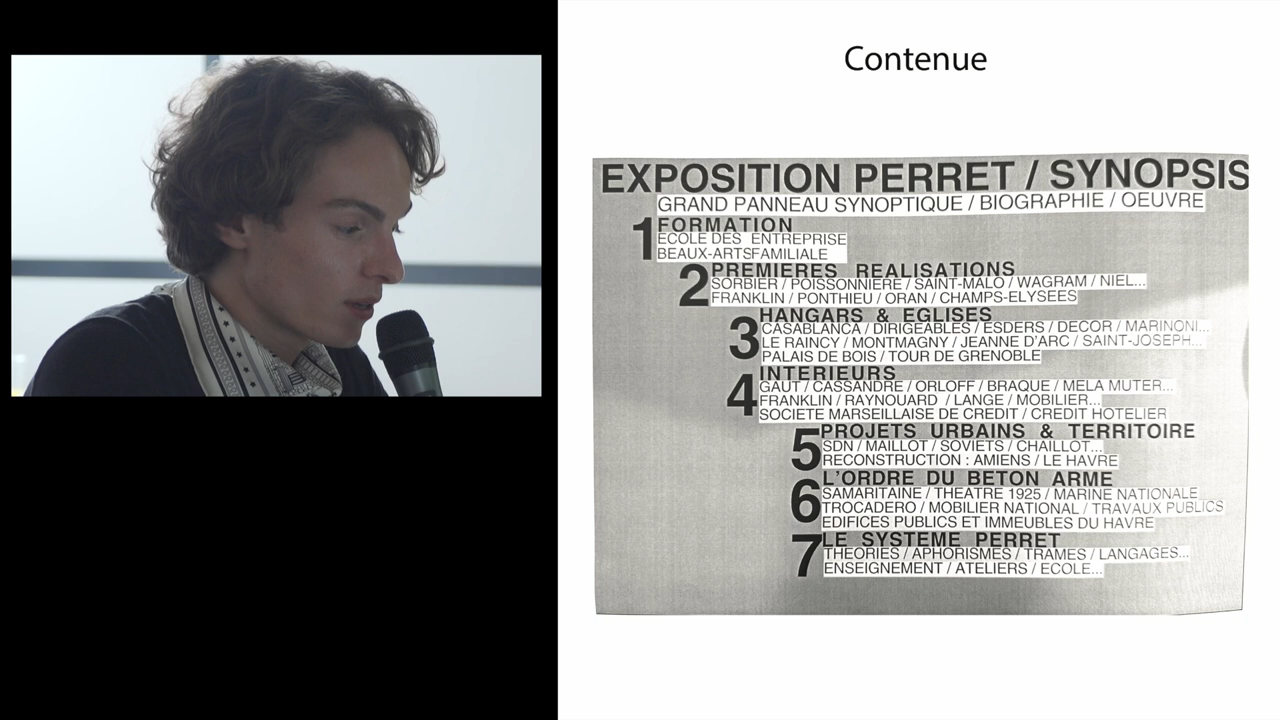 Contenue
EXPOSITION PERRET / SYNOPSIS
GRAND PANNEAU SYNOPTIQUE / BIOGRAPHIE / OEUVRE
1 FORMATION
ECOLE DES ENTREPRISE
BEAUX-ARTSFAMILIALE
2 PREMIERES REALISATIONS
SORBIER / POISSONNIERE / SAINT-MALO / WAGRAM / NIEL...
FRANKLIN / PONTHIEU / ORAN / CHAMPS-ELYSEES
3 HANGARS & EGLISES
CASABLANCA / DIRIGEABLES / ESDERS / DECOR / MARINONI...
LE RAINCY / MONTMAGNY / JEANNE D'ARC / SAINT-JOSEPH...
PALAIS DE BOIS / TOUR DE GRENOBLE
4 INTERIEURS
GAUT / CASSANDRE / ORLOFF / BRAQUE / MELA MUTER...
FRANKLIN / RAYNOUARD / LANGE / MOBILIER...
SOCIETE MARSEILLAISE DE CREDIT / CREDIT HOTELIER
5 PROJETS URBAINS & TERRITOIRE
SDN / MAILLOT / SOVIETS / CHAILLOT...
RECONSTRUCTION : AMIENS / LE HAVRE
6 L'ORDRE DU BETON ARME
SAMARITAINE / THEATRE 1925 / MARINE NATIONALE
TROCADERO / MOBILIER NATIONAL / TRAVAUX PUBLICS
EDIFICES PUBLICS ET IMMEUBLES DU HAVRE
7 LE SYSTEME PERRET
THEORIES / APHORISMES / TRAMES / LANGAGES...
ENSEIGNEMENT / ATELIERS / ECOLE...